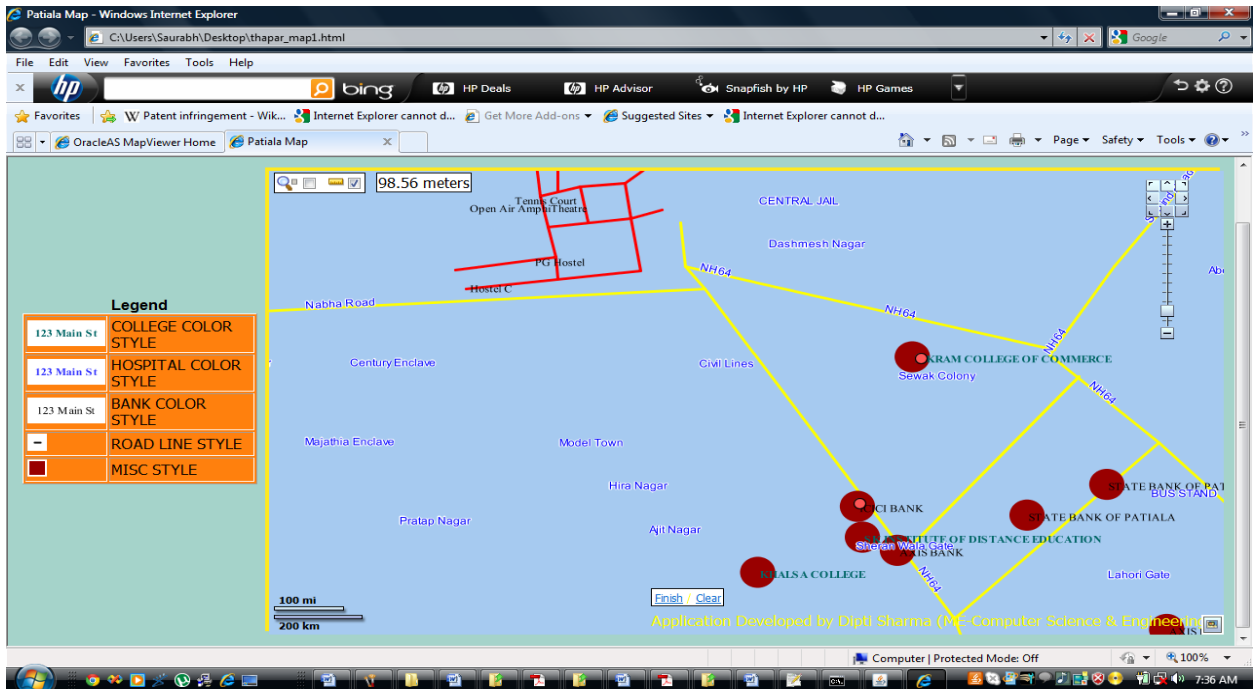 Patiala Map - Windows Internet Explorer
C:\Users\Saurabh\Desktop\thapar_map1.html
Google
File Edit View Favorites Tools Help
hp bing HP Deals HP Advisor Snapfish by HP HP Games
Favorites Patent infringement - Wik... Internet Explorer cannot d... Get More Add-ons Suggested Sites Internet Explorer cannot d...
OracleAS MapViewer Home Patiala Map Page Safety Tools
98.56 meters
Tennis Court
Open Air AmphiTheatre
CENTRAL JAIL
Dashmesh Nagar
PG Hostel
NH64
Hostel C
Nabha Road
NH64
NH64
Legend
123 Main St COLLEGE COLOR STYLE
123 Main St HOSPITAL COLOR STYLE
123 Main St BANK COLOR STYLE
ROAD LINE STYLE
MISC STYLE
Century Enclave
Civil Lines
KRAM COLLEGE OF COMMERCE
Sewak Colony
NH64
Majathia Enclave
Model Town
Hira Nagar
STATE BANK OF PAT
BUS STAND
ICICI BANK
STATE BANK OF PATIALA
Pratap Nagar
Ajit Nagar
OF DISTANCE EDUCATION
Sheran Wala Gate
AXIS BANK
KHALSA COLLEGE
NH64
Lahori Gate
100 mi
200 km
Finish / Clear
Application Developed by Dipti Sharma (ME-Computer Science & Engineering
AXIS
Computer | Protected Mode: Off 100%
7:36 AM